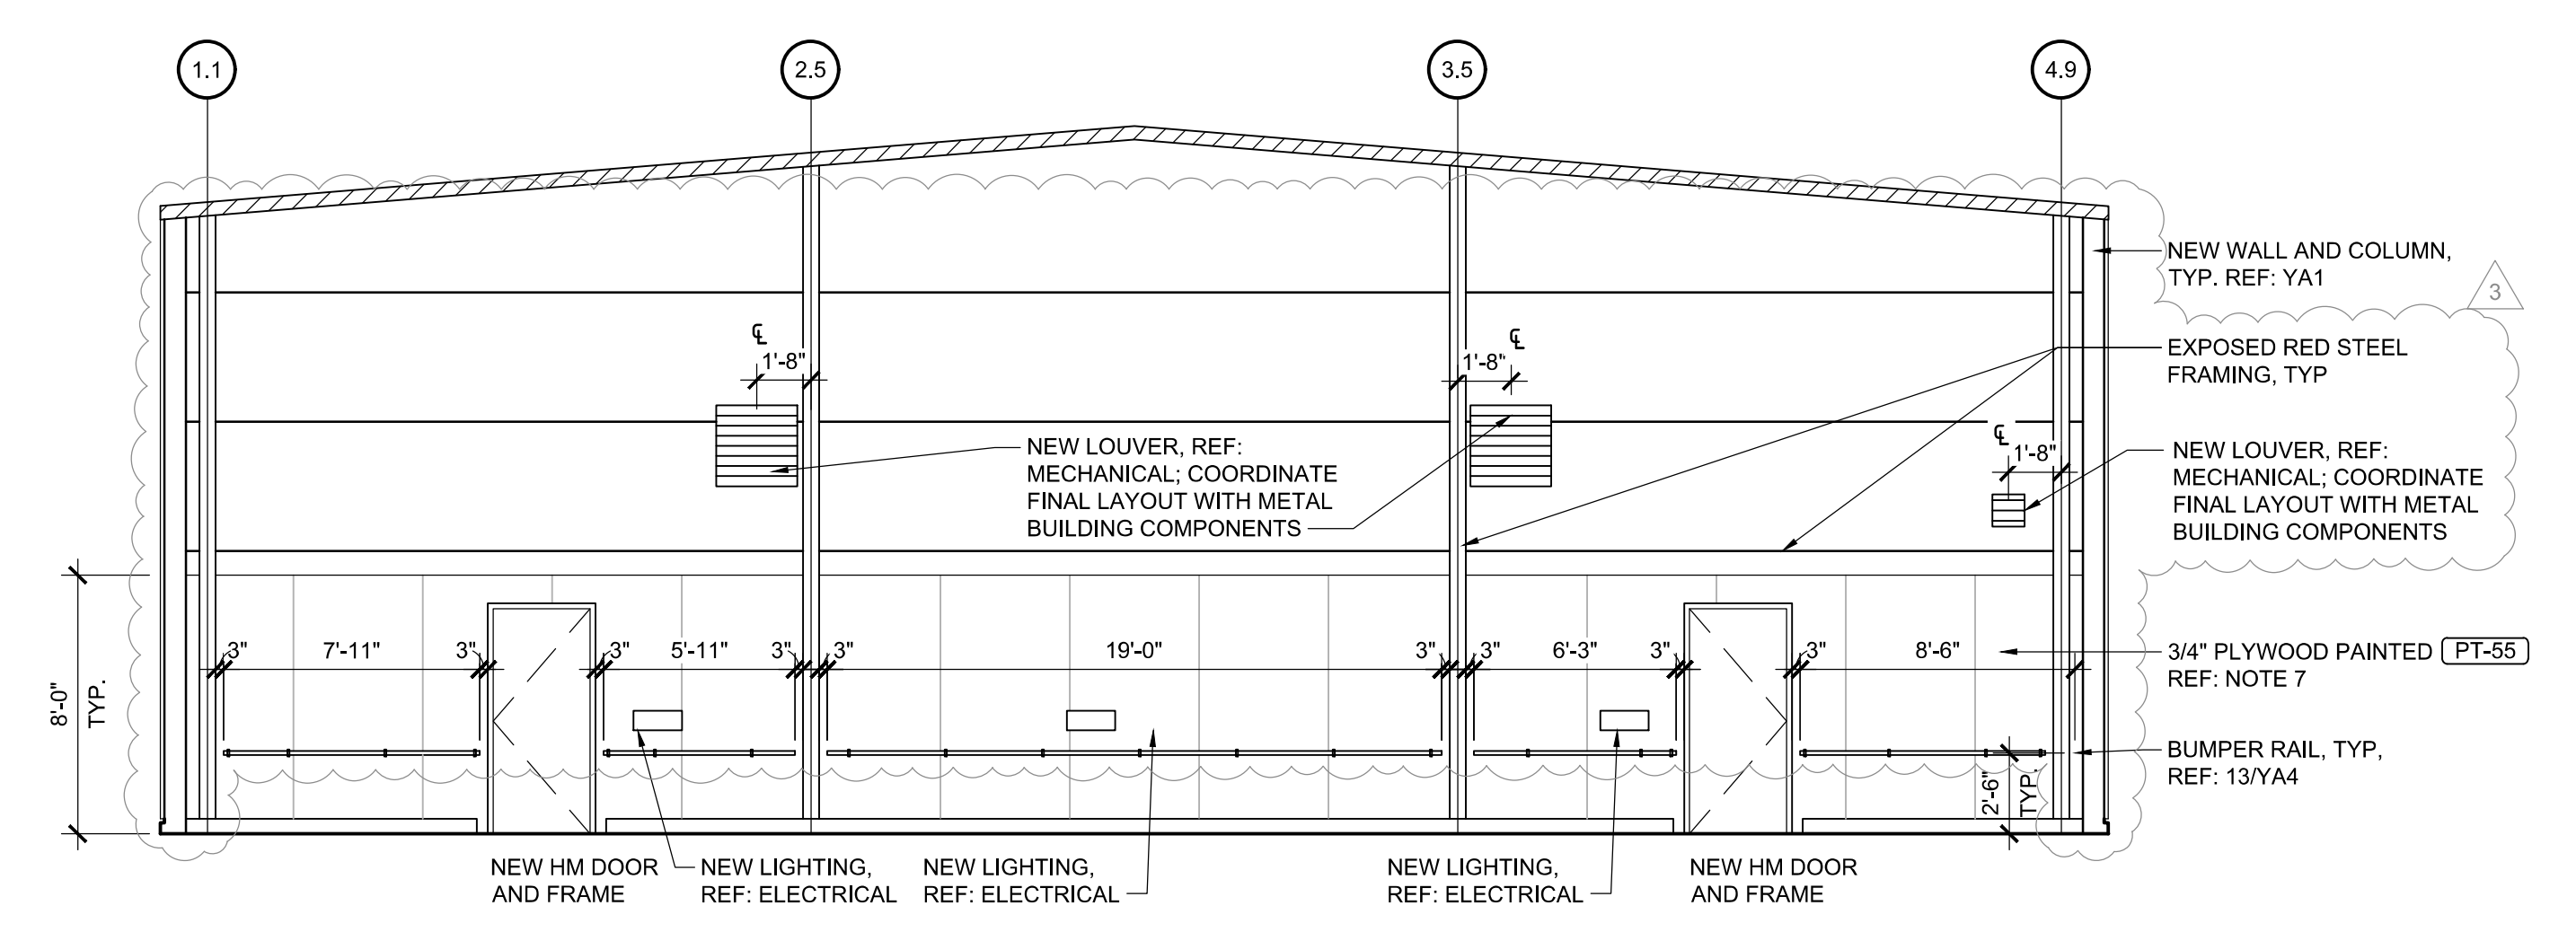 1.1
2.5
3.5
4.9
NEW WALL AND COLUMN,
TYP. REF: YA1
3
℄
1'-8"
1'-8"
℄
EXPOSED RED STEEL
FRAMING, TYP
NEW LOUVER, REF:
MECHANICAL; COORDINATE
FINAL LAYOUT WITH METAL
BUILDING COMPONENTS
℄
1'-8"
NEW LOUVER, REF:
MECHANICAL; COORDINATE
FINAL LAYOUT WITH METAL
BUILDING COMPONENTS
8'-0"
TYP.
3" 7'-11" 3" 3" 5'-11" 3" 3" 19'-0" 3" 3" 6'-3" 3" 3" 8'-6"
3/4" PLYWOOD PAINTED PT-55
REF: NOTE 7
BUMPER RAIL, TYP,
REF: 13/YA4
2'-6"
TYP.
NEW HM DOOR
AND FRAME
NEW LIGHTING,
REF: ELECTRICAL
NEW LIGHTING,
REF: ELECTRICAL
NEW LIGHTING,
REF: ELECTRICAL
NEW HM DOOR
AND FRAME